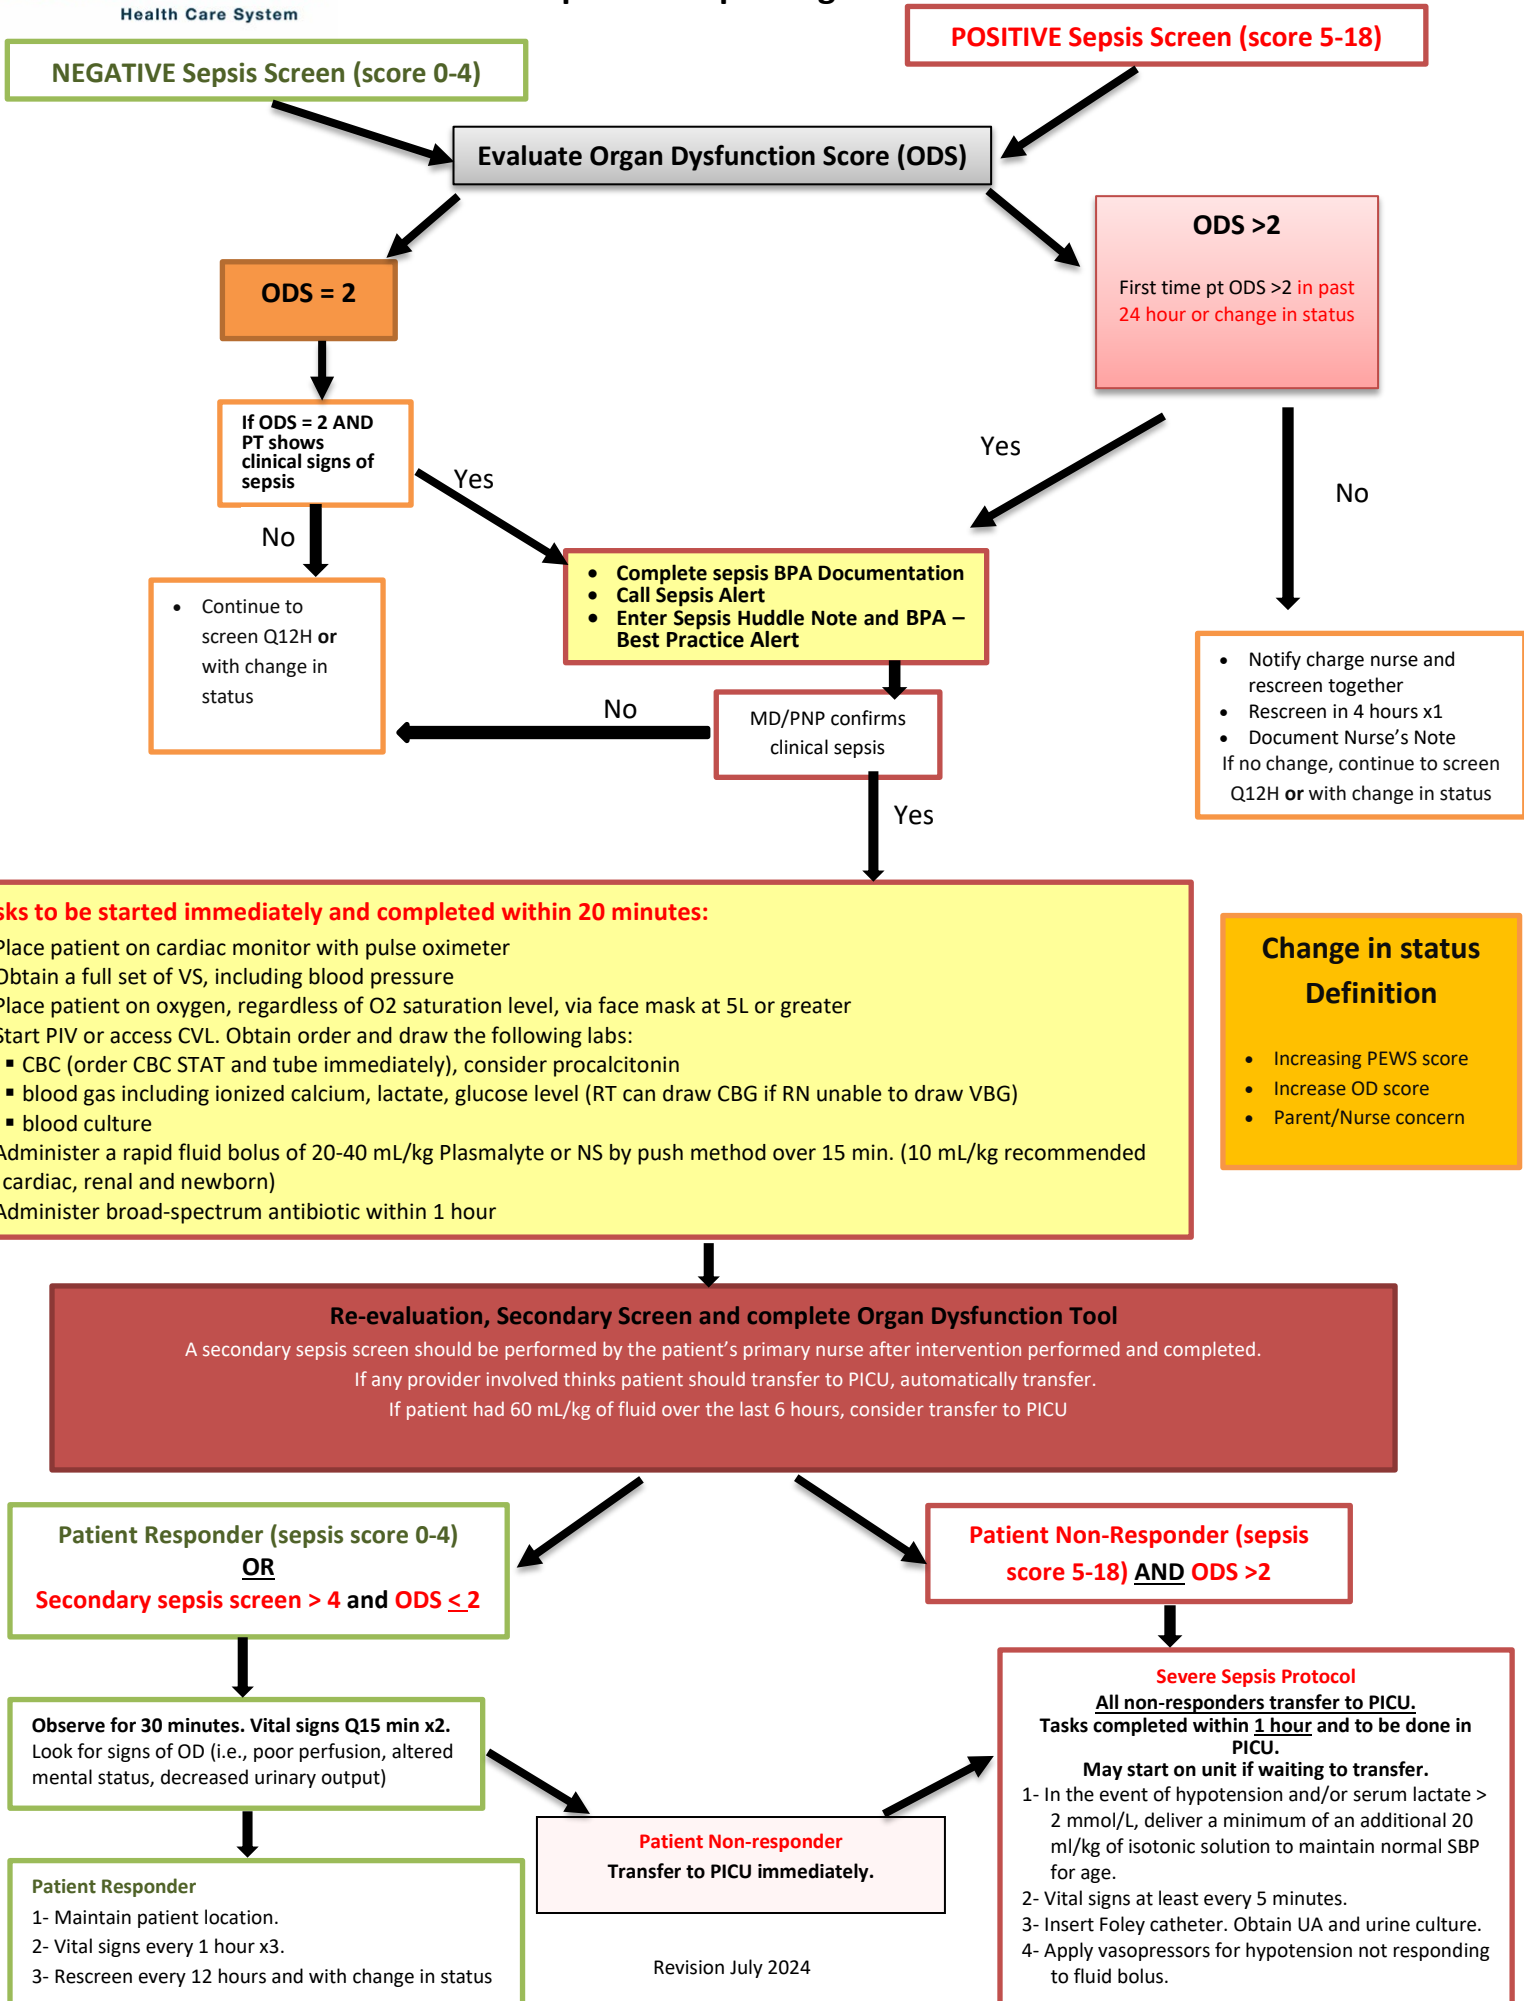 Health Care System
NEGATIVE Sepsis Screen (score 0-4)
POSITIVE Sepsis Screen (score 5-18)
Evaluate Organ Dysfunction Score (ODS)
ODS = 2
ODS >2
First time pt ODS >2 in past
24 hour or change in status
If ODS = 2 AND
PT shows
clinical signs of
sepsis
Yes
No
Yes
No
• Continue to
screen Q12H or
with change in
status
• Complete sepsis BPA Documentation
• Call Sepsis Alert
• Enter Sepsis Huddle Note and BPA –
Best Practice Alert
No
MD/PNP confirms
clinical sepsis
Yes
• Notify charge nurse and
rescreen together
• Rescreen in 4 hours x1
• Document Nurse's Note
If no change, continue to screen
Q12H or with change in status
sks to be started immediately and completed within 20 minutes:
Place patient on cardiac monitor with pulse oximeter
Obtain a full set of VS, including blood pressure
Place patient on oxygen, regardless of O2 saturation level, via face mask at 5L or greater
Start PIV or access CVL. Obtain order and draw the following labs:
▪ CBC (order CBC STAT and tube immediately), consider procalcitonin
▪ blood gas including ionized calcium, lactate, glucose level (RT can draw CBG if RN unable to draw VBG)
▪ blood culture
Administer a rapid fluid bolus of 20-40 mL/kg Plasmalyte or NS by push method over 15 min. (10 mL/kg recommended
cardiac, renal and newborn)
Administer broad-spectrum antibiotic within 1 hour
Change in status
Definition
• Increasing PEWS score
• Increase OD score
• Parent/Nurse concern
Re-evaluation, Secondary Screen and complete Organ Dysfunction Tool
A secondary sepsis screen should be performed by the patient's primary nurse after intervention performed and completed.
If any provider involved thinks patient should transfer to PICU, automatically transfer.
If patient had 60 mL/kg of fluid over the last 6 hours, consider transfer to PICU
Patient Responder (sepsis score 0-4)
OR
Secondary sepsis screen > 4 and ODS < 2
Patient Non-Responder (sepsis
score 5-18) AND ODS >2
Observe for 30 minutes. Vital signs Q15 min x2.
Look for signs of OD (i.e., poor perfusion, altered
mental status, decreased urinary output)
Patient Responder
1- Maintain patient location.
2- Vital signs every 1 hour x3.
3- Rescreen every 12 hours and with change in status
Patient Non-responder
Transfer to PICU immediately.
Severe Sepsis Protocol
All non-responders transfer to PICU.
Tasks completed within 1 hour and to be done in
PICU.
May start on unit if waiting to transfer.
1- In the event of hypotension and/or serum lactate >
2 mmol/L, deliver a minimum of an additional 20
ml/kg of isotonic solution to maintain normal SBP
for age.
2- Vital signs at least every 5 minutes.
3- Insert Foley catheter. Obtain UA and urine culture.
4- Apply vasopressors for hypotension not responding
to fluid bolus.
Revision July 2024